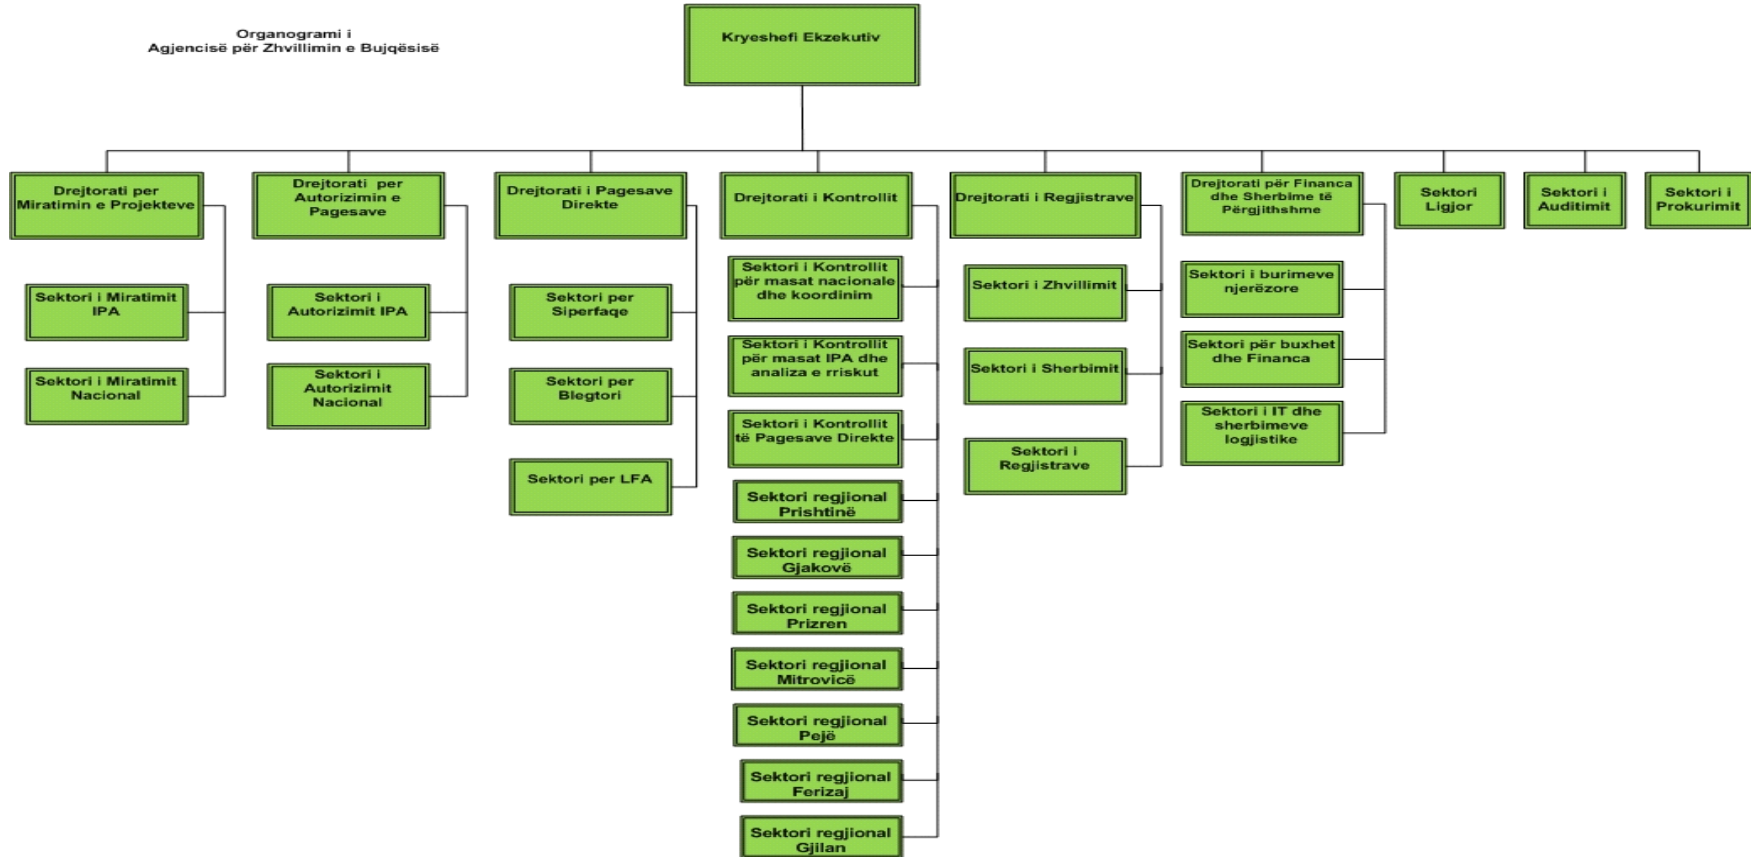 Organogrami i
Agjencisë për Zhvillimin e Bujqësisë
Kryeshefi Ekzekutiv
Drejtorati per
Miratimin e Projekteve
Drejtorati per
Autorizimin e
Pagesave
Drejtorati i Pagesave
Direkte
Drejtorati i Kontrollit
Drejtorati i Regjistrave
Drejtorati për Financa
dhe Sherbime të
Përgjithshme
Sektori
Ligjor
Sektori i
Auditimit
Sektori i
Prokurimit
Sektori i Miratimit
IPA
Sektori i Miratimit
Nacional
Sektori i
Autorizimit IPA
Sektori i
Autorizimit
Nacional
Sektori per
Siperfaqe
Sektori per
Blegtori
Sektori per LFA
Sektori i Kontrollit
për masat nacionale
dhe koordinim
Sektori i Kontrollit
për masat IPA dhe
analiza e rriskut
Sektori i Kontrollit
të Pagesave Direkte
Sektori regjional
Prishtinë
Sektori regjional
Gjakovë
Sektori regjional
Prizren
Sektori regjional
Mitrovicë
Sektori regjional
Pejë
Sektori regjional
Ferizaj
Sektori regjional
Gjilan
Sektori i Zhvillimit
Sektori i Sherbimit
Sektori i
Regjistrave
Sektori i burimeve
njerëzore
Sektori për buxhet
dhe Financa
Sektori i IT dhe
sherbimeve
logjistike